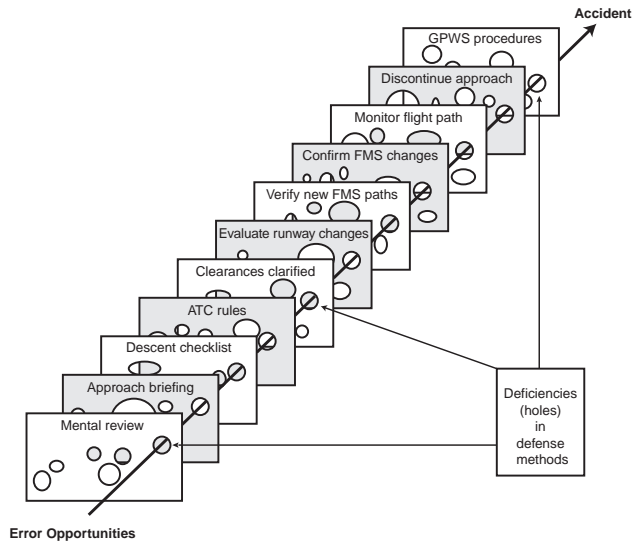 Accident
GPWS procedures
Discontinue approach
Monitor flight path
Confirm FMS changes
Verify new FMS paths
Evaluate runway changes
Clearances clarified
ATC rules
Descent checklist
Approach briefing
Mental review
Deficiencies
(holes)
in
defense
methods
Error Opportunities